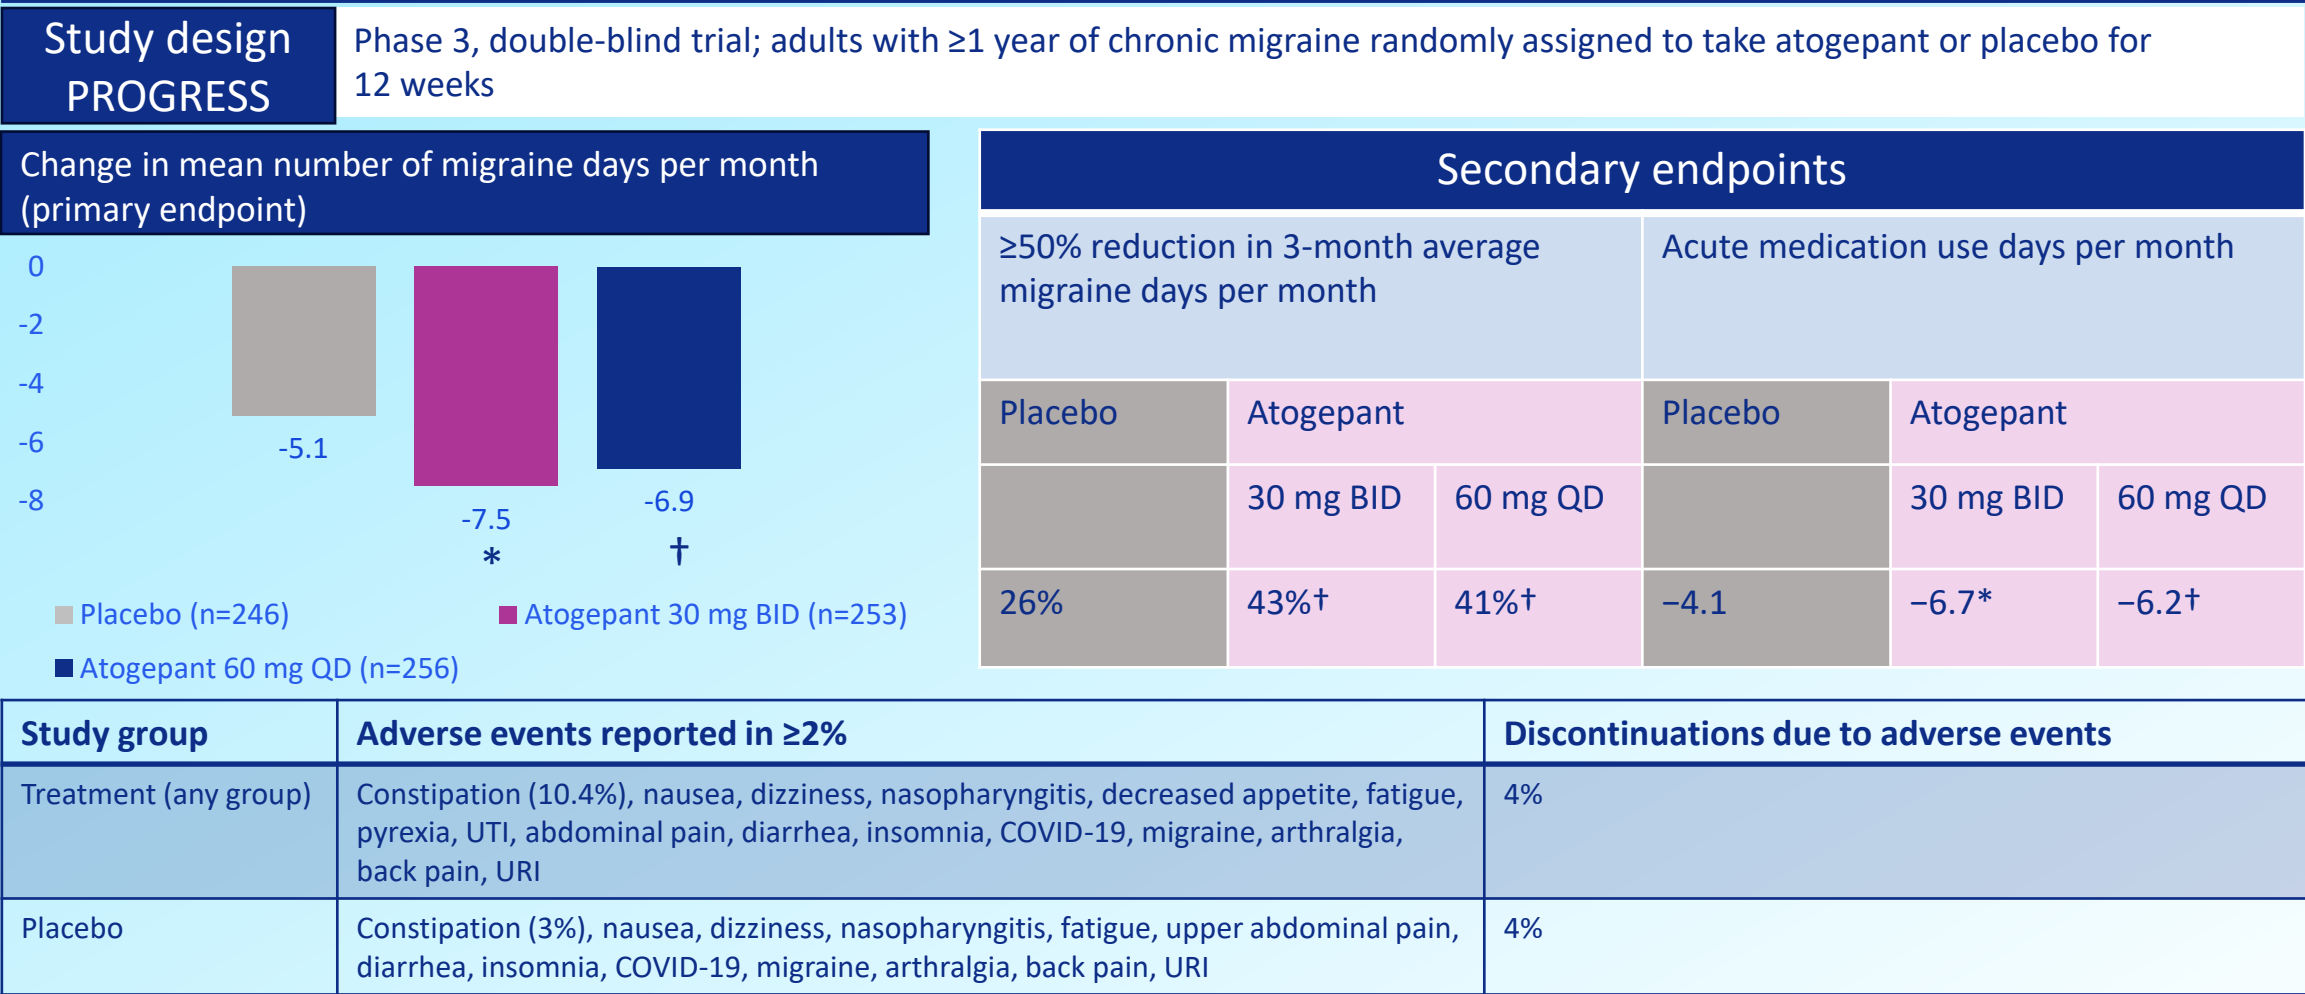 Study design
PROGRESS
Phase 3, double-blind trial; adults with ≥1 year of chronic migraine randomly assigned to take atogepant or placebo for
12 weeks
Change in mean number of migraine days per month
(primary endpoint)
0
-2
-4
-6
-8
-5.1
-7.5
*
-6.9
†
Placebo (n=246)
Atogepant 30 mg BID (n=253)
Atogepant 60 mg QD (n=256)
Secondary endpoints
≥50% reduction in 3-month average
migraine days per month
Acute medication use days per month
Placebo
Atogepant
Placebo
Atogepant
30 mg BID
60 mg QD
30 mg BID
60 mg QD
26%
43%†
41%†
−4.1
−6.7*
−6.2†
Study group
Adverse events reported in ≥2%
Discontinuations due to adverse events
Treatment (any group)
Constipation (10.4%), nausea, dizziness, nasopharyngitis, decreased appetite, fatigue,
pyrexia, UTI, abdominal pain, diarrhea, insomnia, COVID-19, migraine, arthralgia,
back pain, URI
4%
Placebo
Constipation (3%), nausea, dizziness, nasopharyngitis, fatigue, upper abdominal pain,
diarrhea, insomnia, COVID-19, migraine, arthralgia, back pain, URI
4%